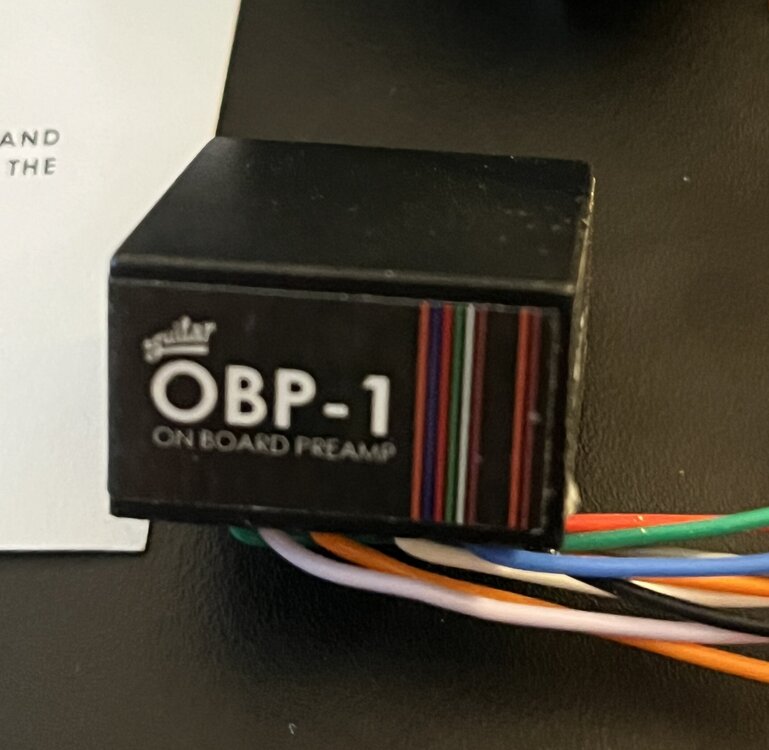 AND
THE
aguilar
OBP-1
ON BOARD PREAMP